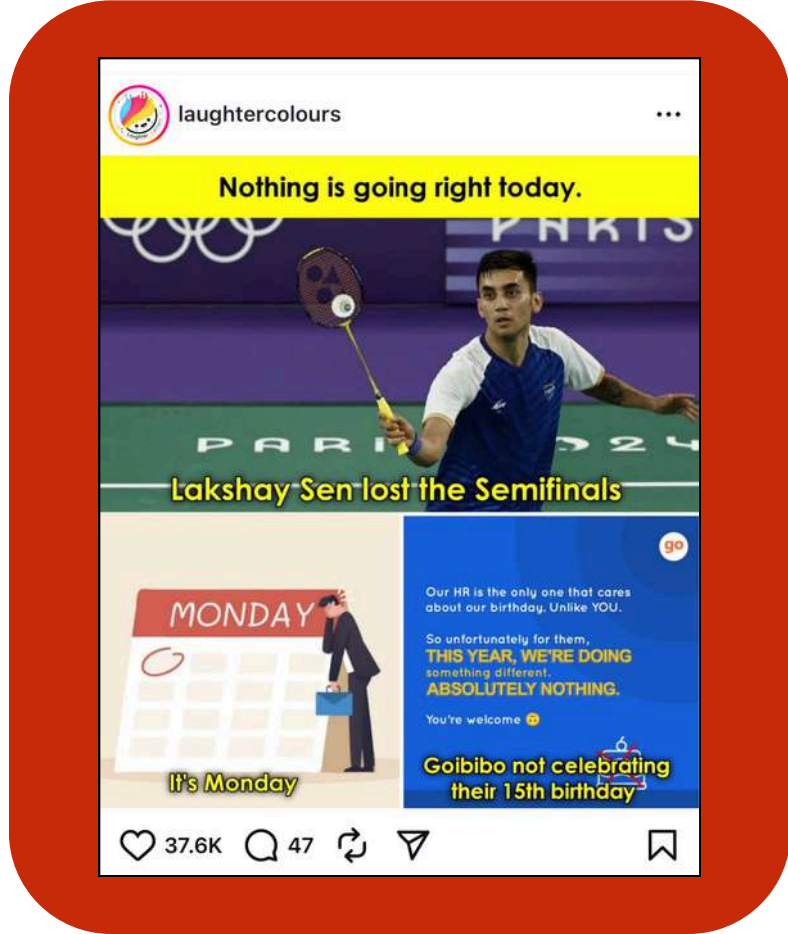 laughtercolours
Nothing is going right today.
PARIS
PARI 2024
Lakshay Sen lost the Semifinals
MONDAY
It's Monday
go
Our HR is the only one that cares
about our birthday. Unlike YOU.
So unfortunately for them,
THIS YEAR, WE'RE DOING
something different.
ABSOLUTELY NOTHING.
You're welcome 🙃
Goibibo not celebrating
their 15th birthday
37.6K
47